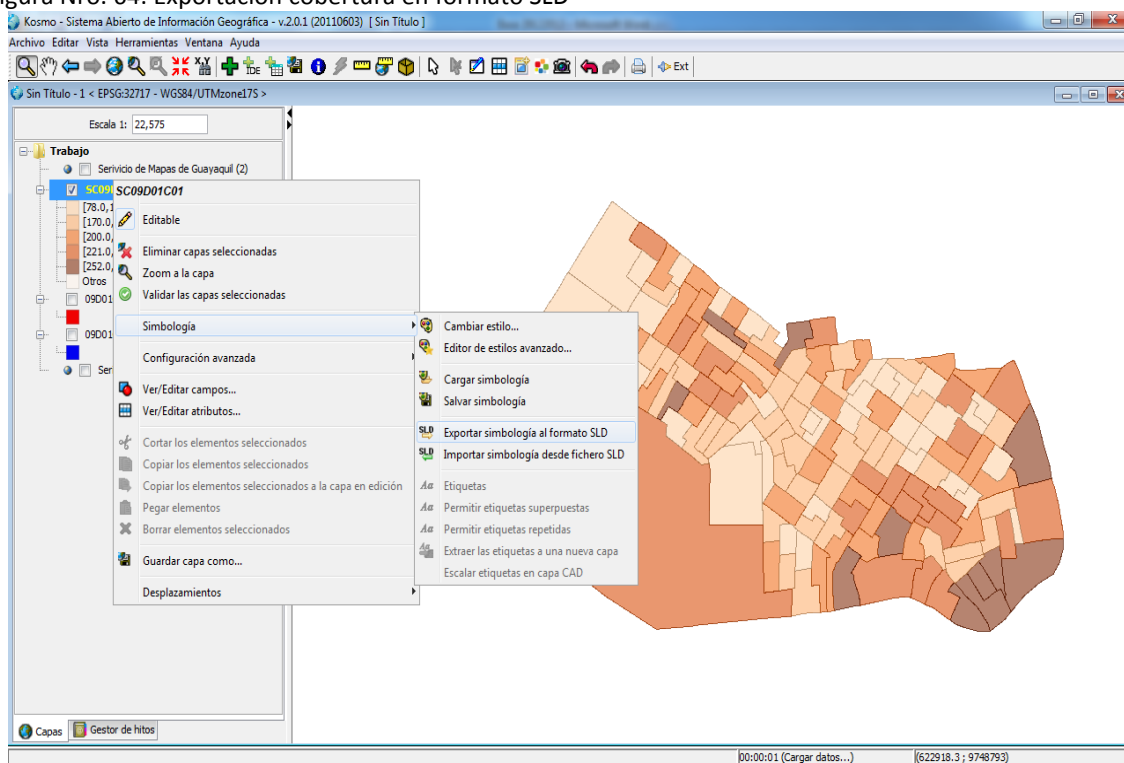 igura Nro. 04: Exportación cobertura en formato SLD
Kosmo - Sistema Abierto de Información Geográfica - v.2.0.1 (20110603) [ Sin Título ]
Archivo Editar Vista Herramientas Ventana Ayuda
Ext
Sin Título - 1 < EPSG:32717 - WGS84/UTMzone17S >
Escala 1: 22,575
Trabajo
Serivicio de Mapas de Guayaquil (2)
SC09
[78.0,1
[170.0,
[200.0,
[221.0,
[252.0,
Otros
09D01
09D01
Ser
SC09D01C01
Editable
Eliminar capas seleccionadas
Zoom a la capa
Validar las capas seleccionadas
Simbología
Configuración avanzada
Ver/Editar campos...
Ver/Editar atributos...
Cortar los elementos seleccionados
Copiar los elementos seleccionados
Copiar los elementos seleccionados a la capa en edición
Pegar elementos
Borrar elementos seleccionados
Guardar capa como...
Desplazamientos
Cambiar estilo...
Editor de estilos avanzado...
Cargar simbología
Salvar simbología
SLD Exportar simbología al formato SLD
SLD Importar simbología desde fichero SLD
Aa Etiquetas
Aa Permitir etiquetas superpuestas
Aa Permitir etiquetas repetidas
Aa Extraer las etiquetas a una nueva capa
Escalar etiquetas en capa CAD
Capas Gestor de hitos
00:00:01 (Cargar datos...) (622918.3 ; 9748793)